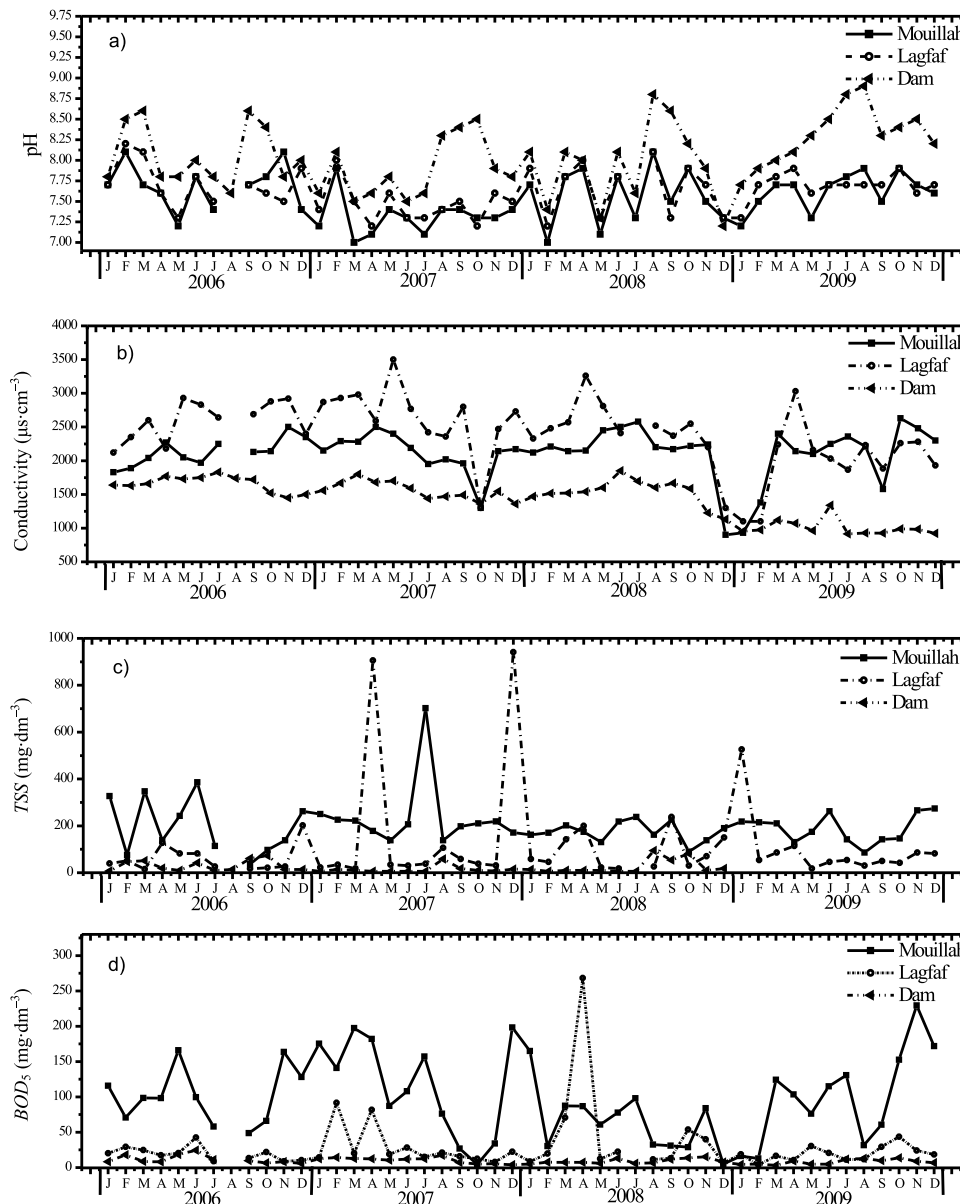 a)
9.75
9.50
9.25
9.00
8.75
8.50
8.25
8.00
7.75
7.50
7.25
7.00
pH
Mouillah
Lagfaf
Dam
J F M A M J J A S O N D J F M A M J J A S O N D J F M A M J J A S O N D J F M A M J J A S O N D
2006 2007 2008 2009
b)
4000
3500
3000
2500
2000
1500
1000
500
Conductivity (μs·cm⁻³)
Mouillah
Lagfaf
Dam
J F M A M J J A S O N D J F M A M J J A S O N D J F M A M J J A S O N D J F M A M J J A S O N D
2006 2007 2008 2009
c)
1000
800
600
400
200
0
TSS (mg·dm⁻³)
Mouillah
Lagfaf
Dam
J F M A M J J A S O N D J F M A M J J A S O N D J F M A M J J A S O N D J F M A M J J A S O N D
2006 2007 2008 2009
d)
300
250
200
150
100
50
0
BOD₅ (mg·dm⁻³)
Mouillah
Lagfaf
Dam
J F M A M J J A S O N D J F M A M J J A S O N D J F M A M J J A S O N D J F M A M J J A S O N D
2006 2007 2008 2009